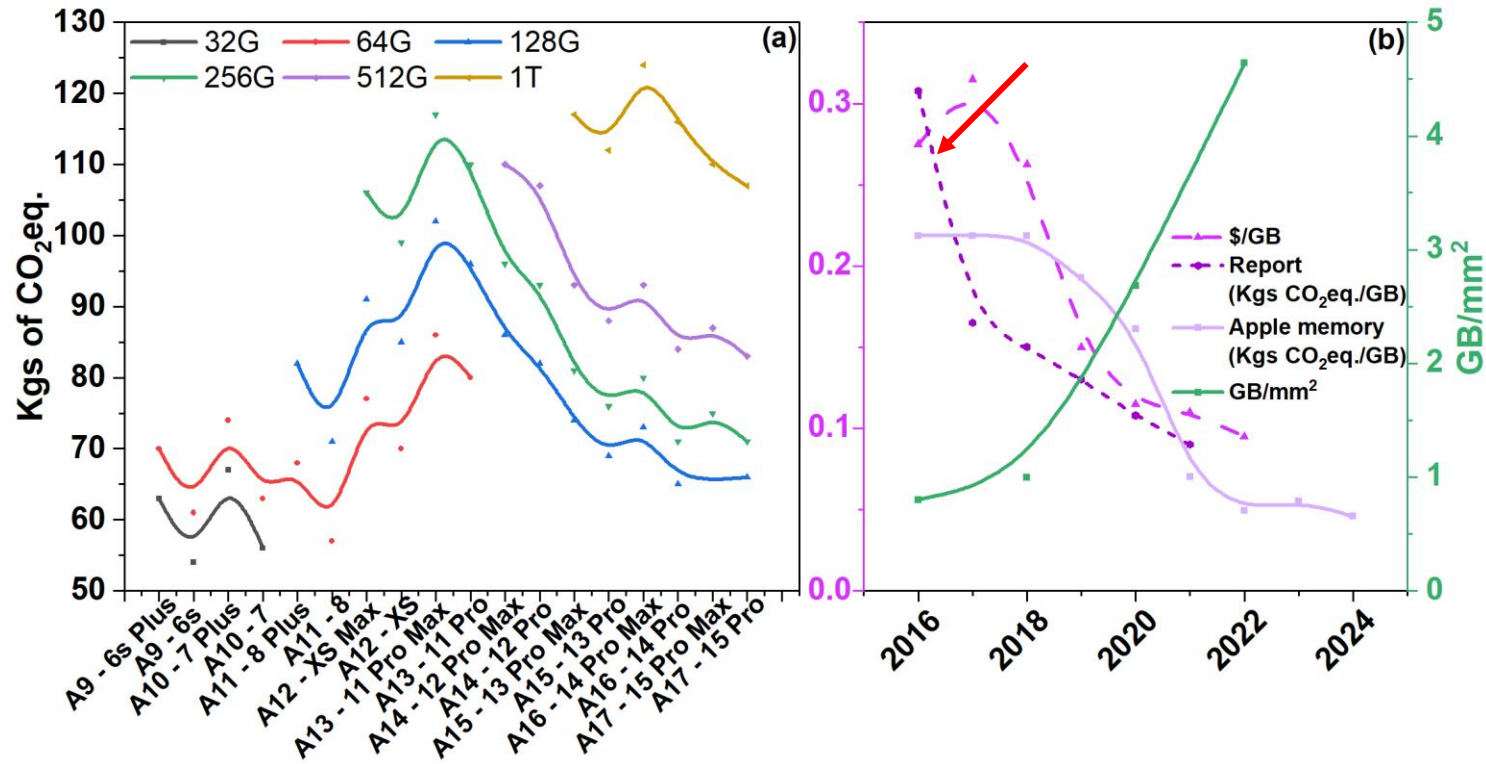 Kgs of CO2eq.
130
120
110
100
90
80
70
60
50
32G 64G 128G
256G 512G 1T
(a)
A9 - 6s Plus
A9 - 6s
A10 - 7 Plus
A10 - 7
A11 - 8 Plus
A11 - 8
A12 - XS Max
A12 - XS
A13 - 11 Pro Max
A13 - 11 Pro
A14 - 12 Pro Max
A14 - 12 Pro
A15 - 13 Pro Max
A15 - 13 Pro
A16 - 14 Pro Max
A16 - 14 Pro
A17 - 15 Pro Max
A17 - 15 Pro
(b)
0.3
0.2
0.1
0.0
$/GB
Report
(Kgs CO2eq./GB)
Apple memory
(Kgs CO2eq./GB)
GB/mm2
5
4
3
2
1
0
GB/mm2
2016
2018
2020
2022
2024